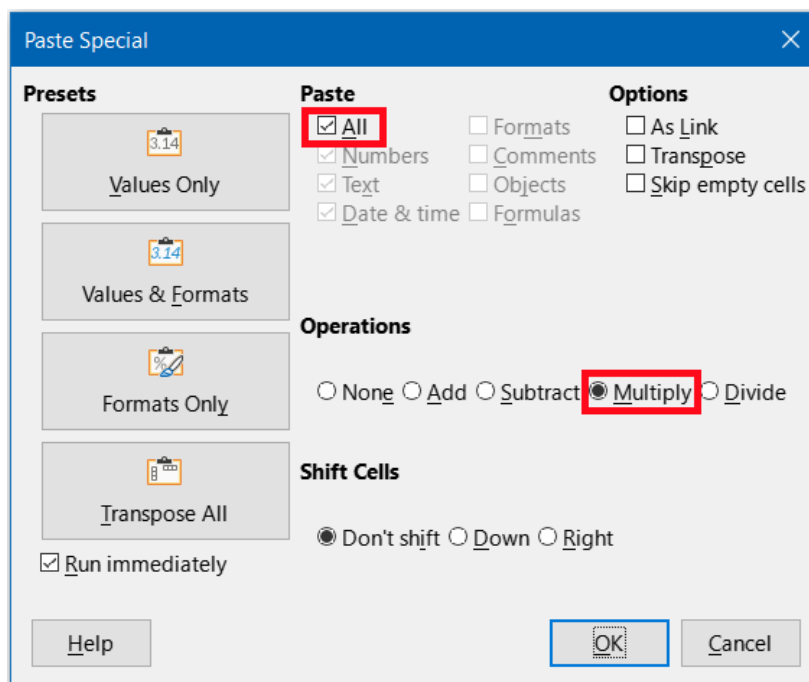 Paste Special
Presets
3.14
Values Only
3.14
Values & Formats
%
Formats Only
Transpose All
Run immediately
Paste
All
Numbers
Text
Date & time
Formats
Comments
Objects
Formulas
Options
As Link
Transpose
Skip empty cells
Operations
None Add Subtract Multiply Divide
Shift Cells
Don't shift Down Right
Help
OK
Cancel